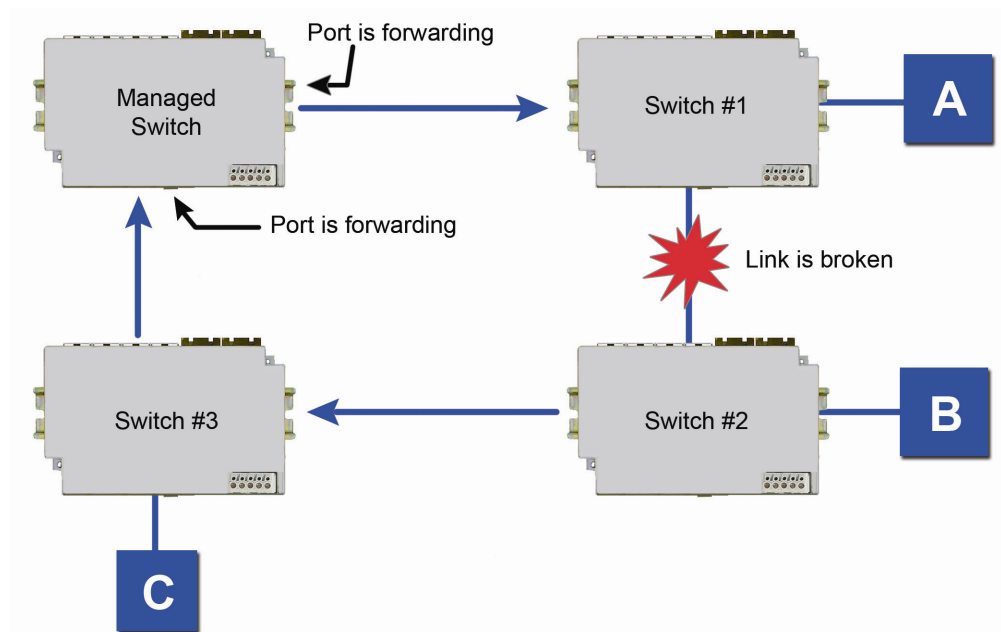 Port is forwarding
Managed
Switch
Switch #1
A
Port is forwarding
Link is broken
Switch #3
Switch #2
B
C